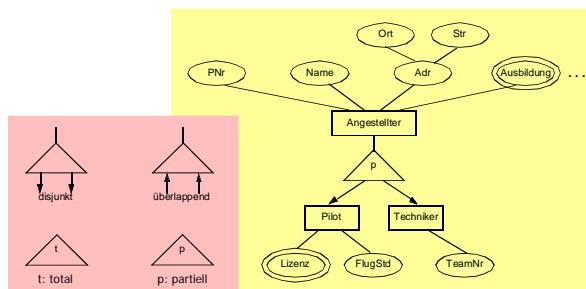 Ort Str
PNr Name Adr Ausbildung ...
Angestellter
p
Pilot Techniker
Lizenz FlugStd TeamNr
disjunkt überlappend
t p
t: total p: partiell